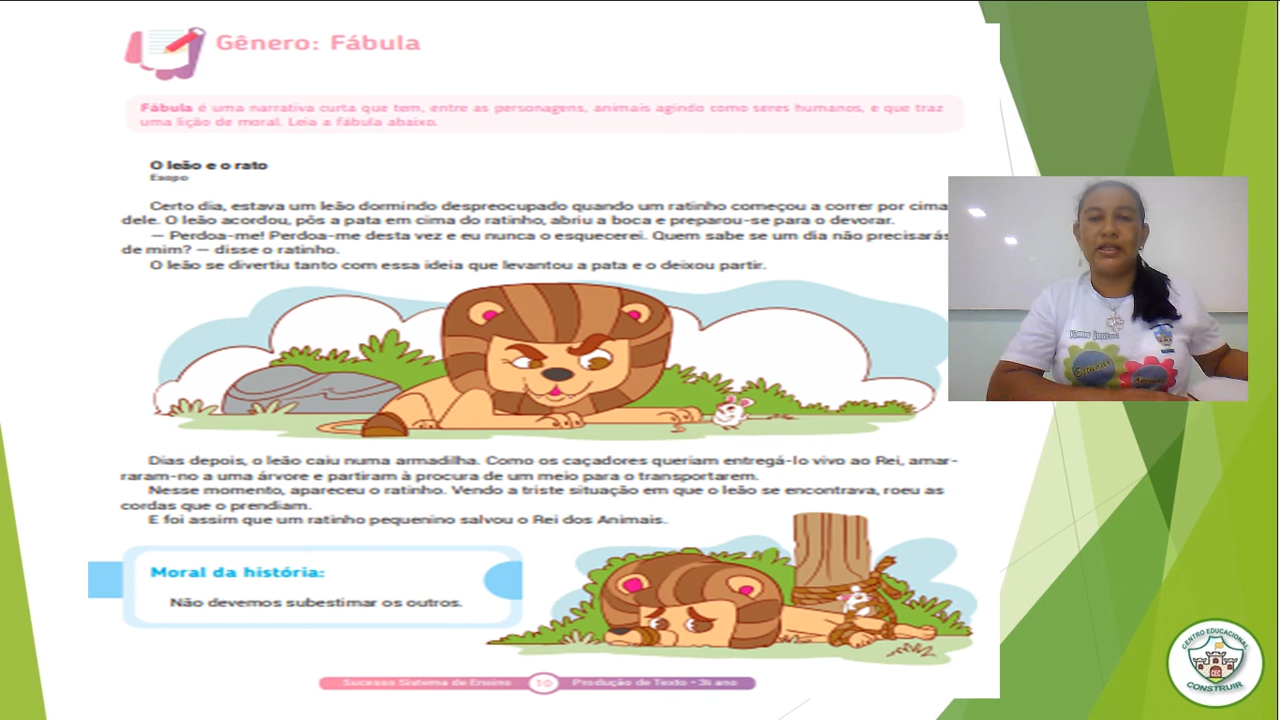 Gênero: Fábula
Fábula é uma narrativa curta que tem, entre as personagens, animais agindo como seres humanos, e que traz
uma lição de moral. Leia a fábula abaixo.
O leão e o rato
Esopo
Certo dia, estava um leão dormindo despreocupado quando um ratinho começou a correr por cima
dele. O leão acordou, pôs a pata em cima do ratinho, abriu a boca e preparou-se para o devorar.
— Perdoa-me! Perdoa-me desta vez e eu nunca o esquecerei. Quem sabe se um dia não precisarás
de mim? — disse o ratinho.
O leão se divertiu tanto com essa ideia que levantou a pata e o deixou partir.
Dias depois, o leão caiu numa armadilha. Como os caçadores queriam entregá-lo vivo ao Rei, amar-
raram-no a uma árvore e partiram à procura de um meio para o transportarem.
Nesse momento, apareceu o ratinho. Vendo a triste situação em que o leão se encontrava, roeu as
cordas que o prendiam.
E foi assim que um ratinho pequenino salvou o Rei dos Animais.
Moral da história:
Não devemos subestimar os outros.
Sucesso Sistema de Ensino 10 Produção de Texto • 3º ano
CENTRO EDUCACIONAL
CEC
CONSTRUIR